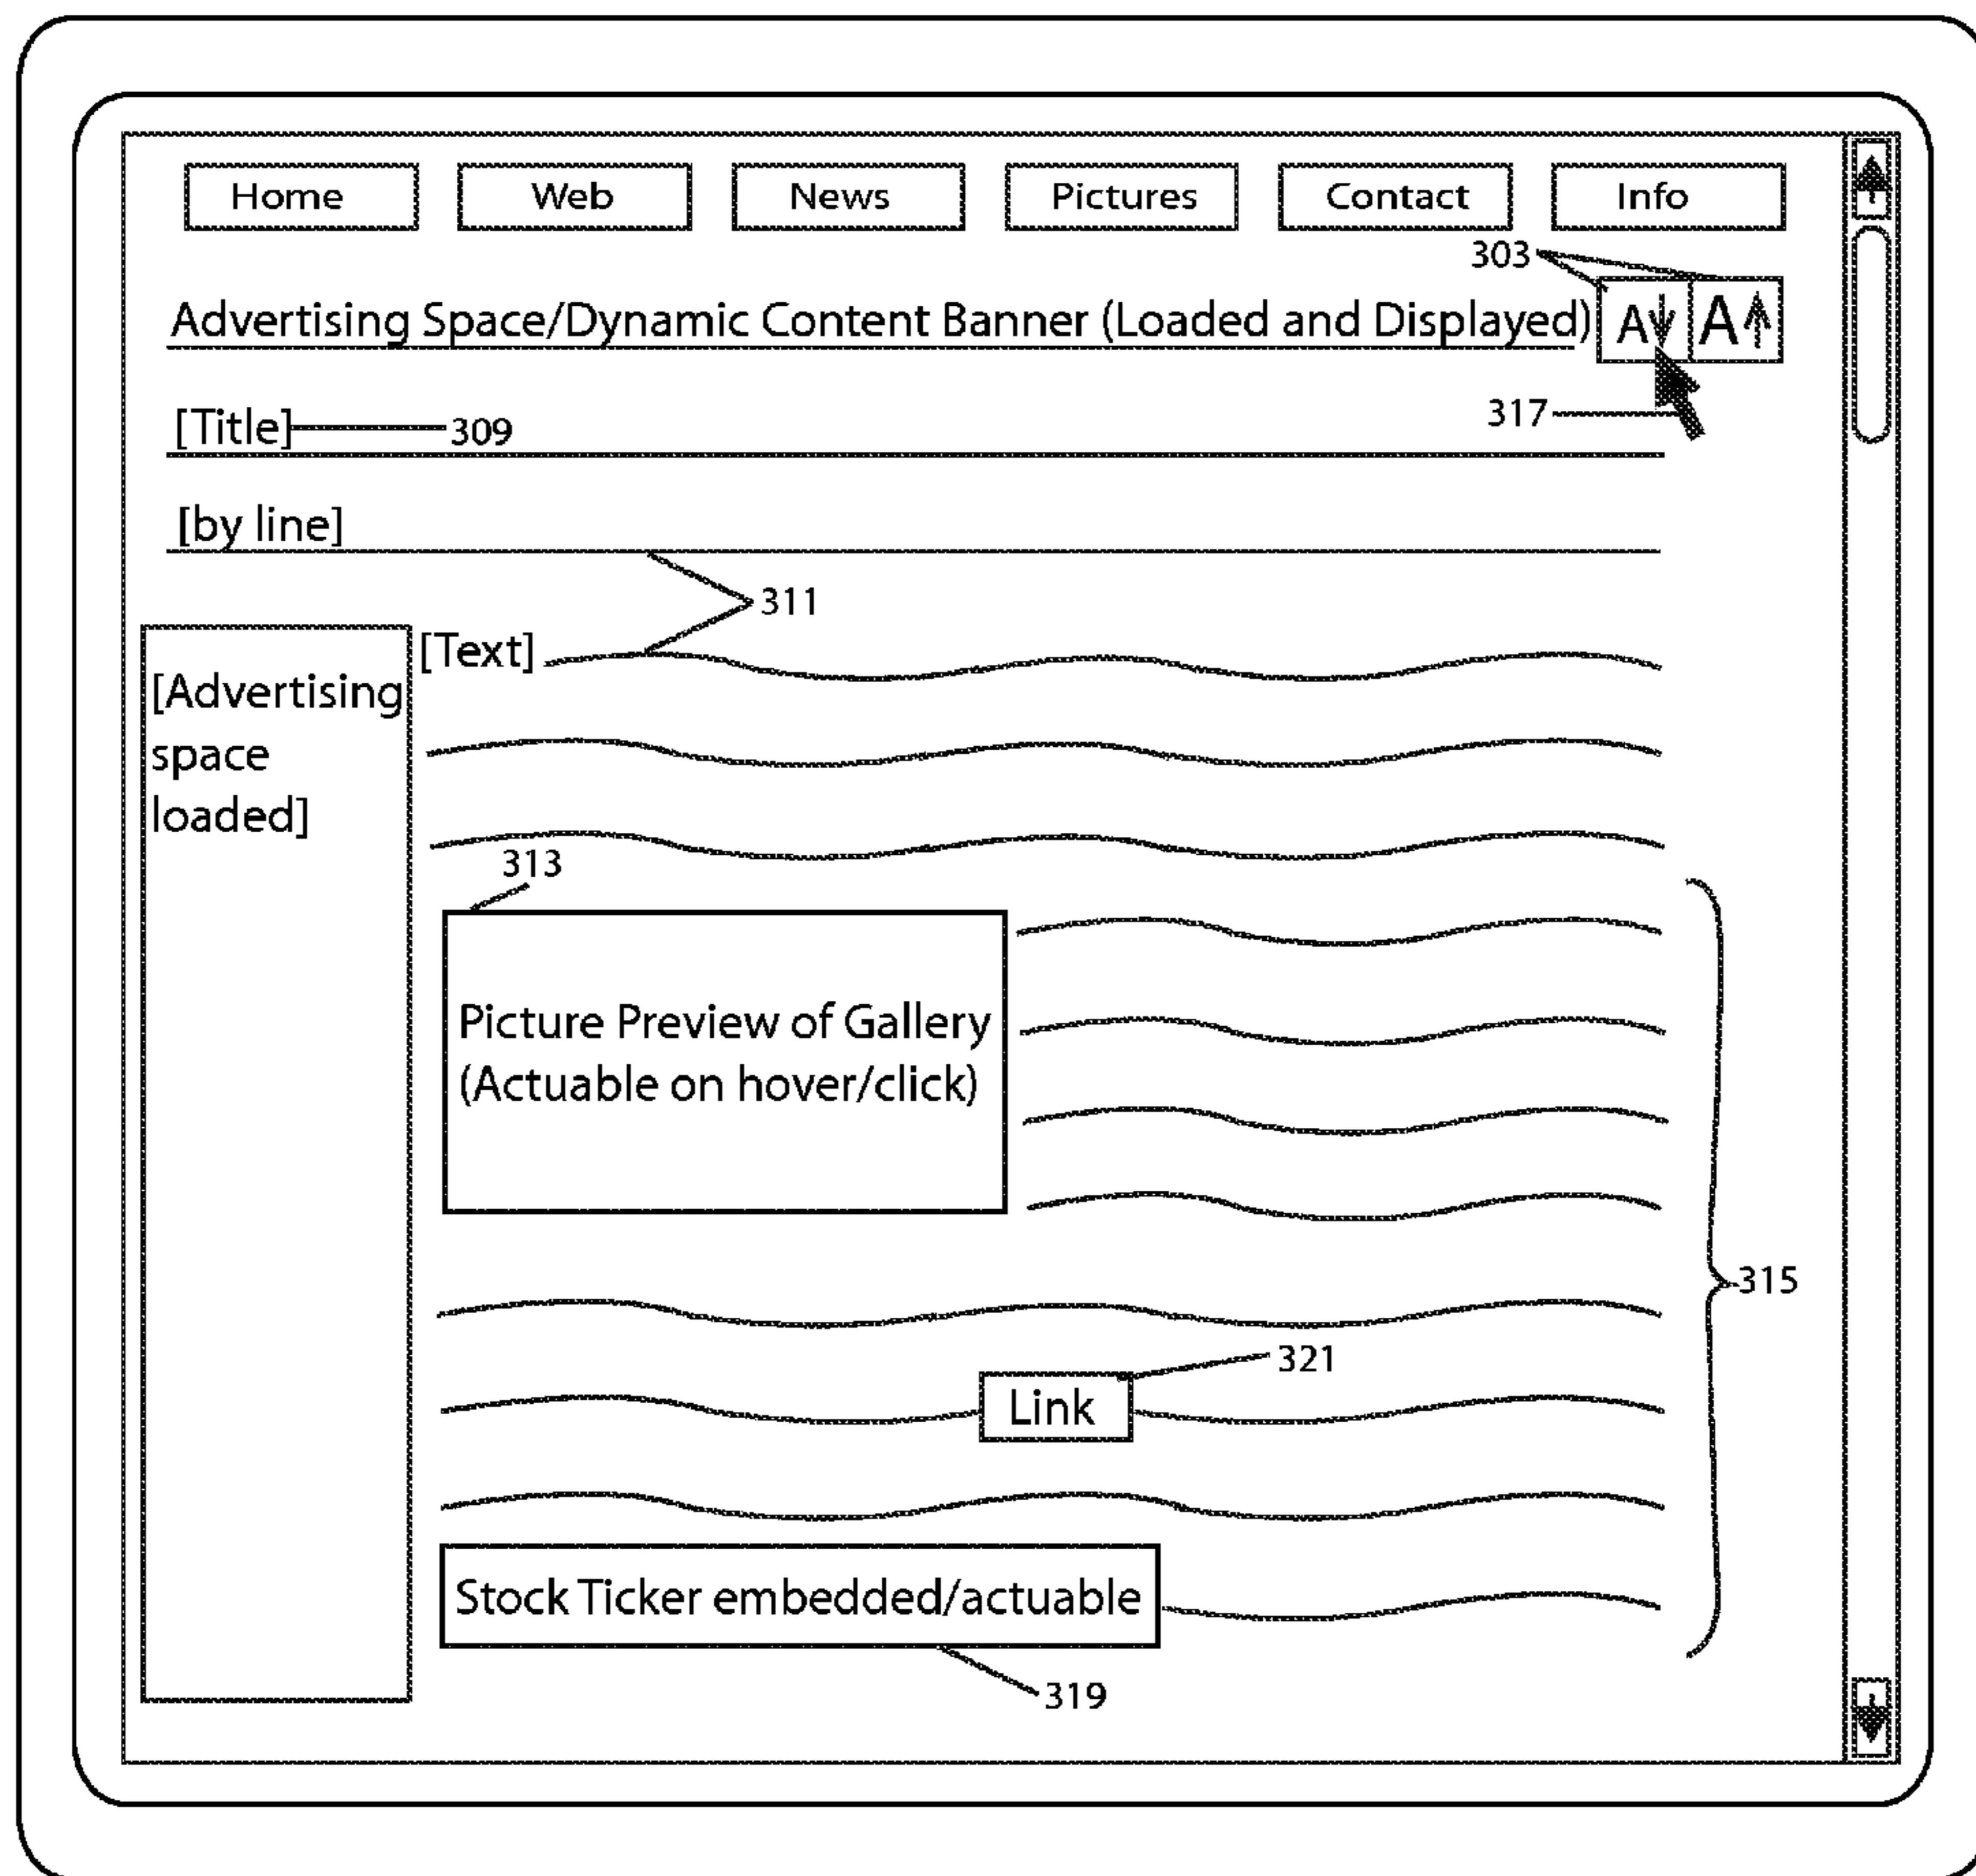 Home Web News Pictures Contact Info
303
Advertising Space/Dynamic Content Banner (Loaded and Displayed) A A
[Title] 309
317
[by line]
311
[Text]
[Advertising
space
loaded]
313
Picture Preview of Gallery
(Actuable on hover/click)
315
321
Link
Stock Ticker embedded/actuable
319